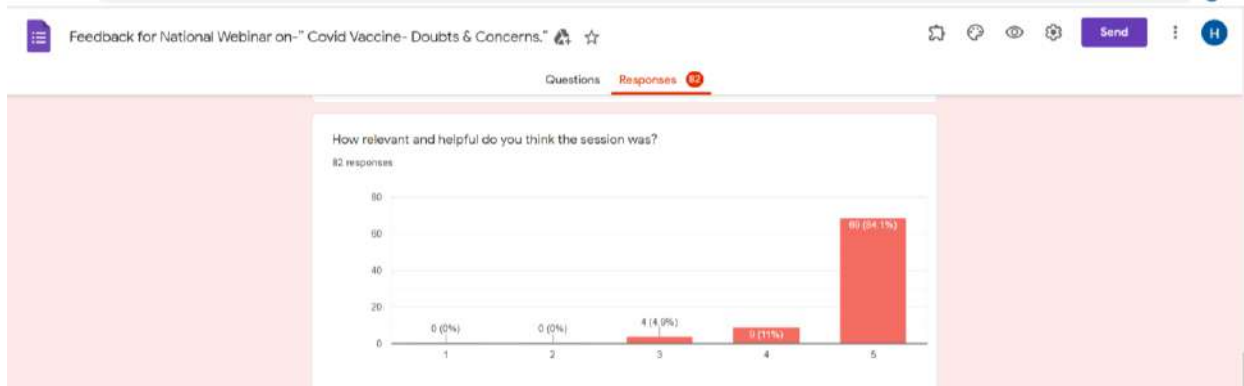 Feedback for National Webinar on-" Covid Vaccine- Doubts & Concerns."
Send
H
Questions Responses 82
How relevant and helpful do you think the session was?
82 responses
80
60
40
20
0
0 (0%)
0 (0%)
4 (4.9%)
9 (11%)
69 (84.1%)
1 2 3 4 5